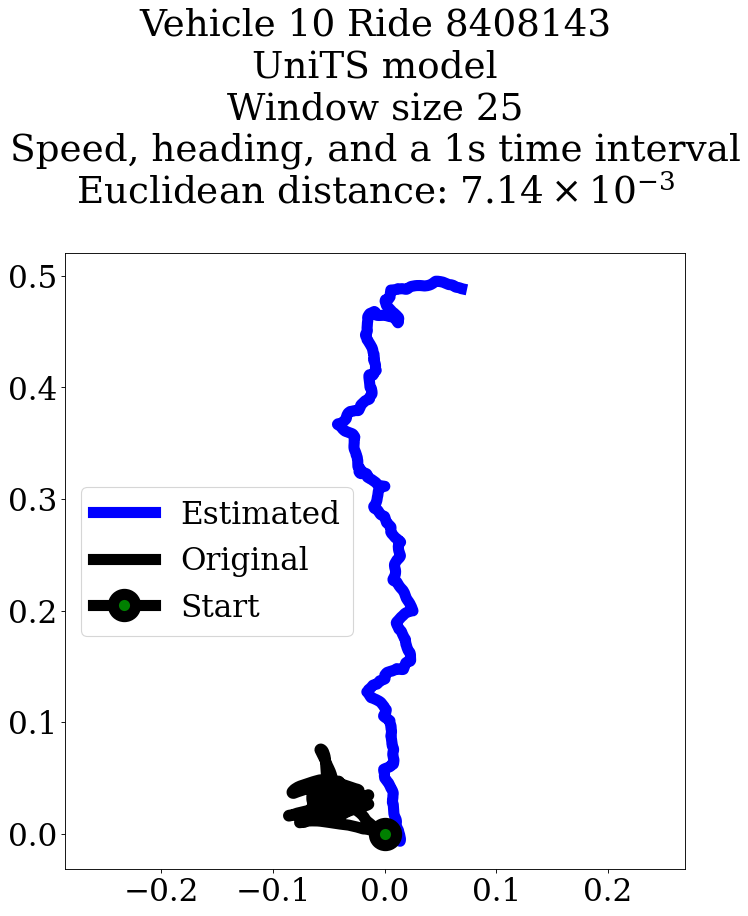 Vehicle 10 Ride 8408143
UniTS model
Window size 25
Speed, heading, and a 1s time interval
Euclidean distance: 7.14 × 10⁻³
0.5
0.4
0.3
0.2
0.1
0.0
Estimated
Original
Start
−0.2 −0.1 0.0 0.1 0.2